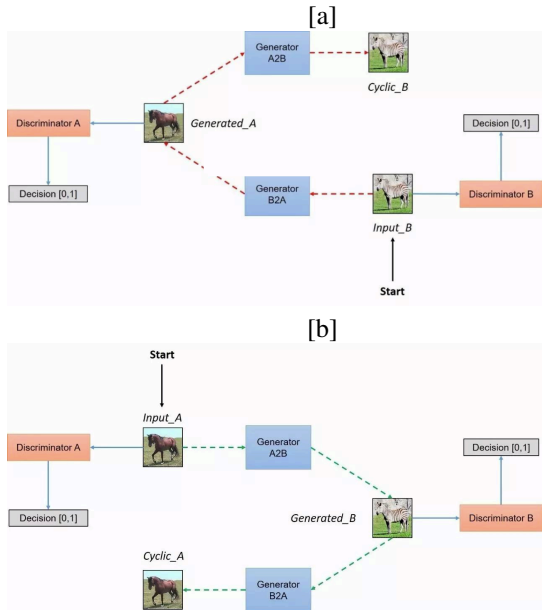 [a]
Generator
A2B
Cyclic_B
Discriminator A
Generated_A
Decision [0,1]
Decision [0,1]
Generator
B2A
Discriminator B
Input_B
Start
[b]
Start
Input_A
Discriminator A
Generator
A2B
Decision [0,1]
Decision [0,1]
Generated_B
Discriminator B
Cyclic_A
Generator
B2A